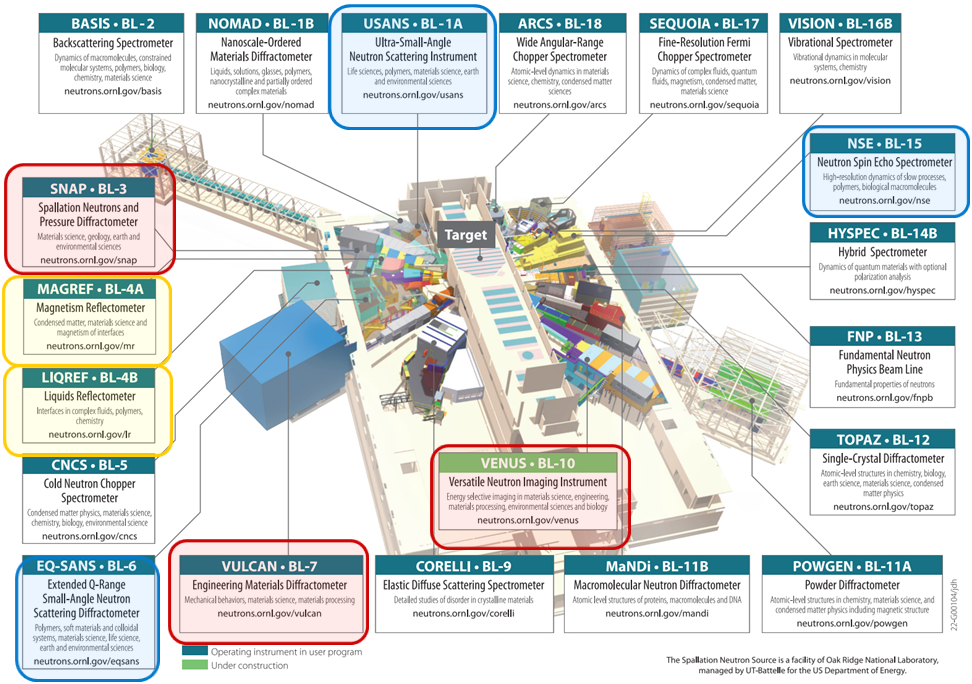 BASIS • BL-2
Backscattering Spectrometer
Dynamics of macromolecules, constrained
molecular systems, polymers, biology,
chemistry, materials science
neutrons.ornl.gov/basis
NOMAD • BL-1B
Nanoscale-Ordered
Materials Diffractometer
Liquids, solutions, glasses, polymers,
nanocrystalline and partially ordered
complex materials
neutrons.ornl.gov/nomad
USANS • BL-1A
Ultra-Small-Angle
Neutron Scattering Instrument
Life sciences, polymers, materials science, earth
and environmental sciences
neutrons.ornl.gov/usans
ARCS • BL-18
Wide Angular-Range
Chopper Spectrometer
Atomic-level dynamics in materials
science, chemistry, condensed matter
sciences
neutrons.ornl.gov/arcs
SEQUOIA • BL-17
Fine-Resolution Fermi
Chopper Spectrometer
Dynamics of complex fluids, quantum
fluids, magnetism, condensed matter,
materials science
neutrons.ornl.gov/sequoia
VISION • BL-16B
Vibrational Spectrometer
Vibrational dynamics in molecular
systems, chemistry
neutrons.ornl.gov/vision
NSE • BL-15
Neutron Spin Echo Spectrometer
High-resolution dynamics of slow processes,
polymers, biological macromolecules
neutrons.ornl.gov/nse
SNAP • BL-3
Spallation Neutrons and
Pressure Diffractometer
Materials science, geology, earth and
environmental sciences
neutrons.ornl.gov/snap
Target
HYSPEC • BL-14B
Hybrid Spectrometer
Dynamics of quantum materials with optional
polarization analysis
neutrons.ornl.gov/hyspec
MAGREF • BL-4A
Magnetism Reflectometer
Condensed matter, materials science and
magnetism of interfaces
neutrons.ornl.gov/mr
FNP • BL-13
Fundamental Neutron
Physics Beam Line
Fundamental properties of neutrons
neutrons.ornl.gov/fnpb
LIQREF • BL-4B
Liquids Reflectometer
Interfaces in complex fluids, polymers,
chemistry
neutrons.ornl.gov/lr
TOPAZ • BL-12
Single-Crystal Diffractometer
Atomic-level structures in chemistry, biology,
earth science, materials science, condensed
matter physics
neutrons.ornl.gov/topaz
CNCS • BL-5
Cold Neutron Chopper
Spectrometer
Condensed matter physics, materials science,
chemistry, biology, environmental science
neutrons.ornl.gov/cncs
VENUS • BL-10
Versatile Neutron Imaging Instrument
Energy selective imaging in materials science, engineering,
materials processing, environmental sciences and biology
neutrons.ornl.gov/venus
EQ-SANS • BL-6
Extended Q-Range
Small-Angle Neutron
Scattering Diffractometer
Polymers, soft materials and colloidal
systems, materials science, life science,
earth and environmental sciences
neutrons.ornl.gov/eqsans
VULCAN • BL-7
Engineering Materials Diffractometer
Mechanical behaviors, materials science, materials processing
neutrons.ornl.gov/vulcan
CORELLI • BL-9
Elastic Diffuse Scattering Spectrometer
Detailed studies of disorder in crystalline materials
neutrons.ornl.gov/corelli
MaNDi • BL-11B
Macromolecular Neutron Diffractometer
Atomic level structures of proteins, macromolecules and DNA
neutrons.ornl.gov/mandi
POWGEN • BL-11A
Powder Diffractometer
Atomic-level structures in chemistry, materials science, and
condensed matter physics including magnetic structure
neutrons.ornl.gov/powgen
22-G00104/jdh
Operating instrument in user program
Under construction
The Spallation Neutron Source is a facility of Oak Ridge National Laboratory,
managed by UT-Battelle for the US Department of Energy.